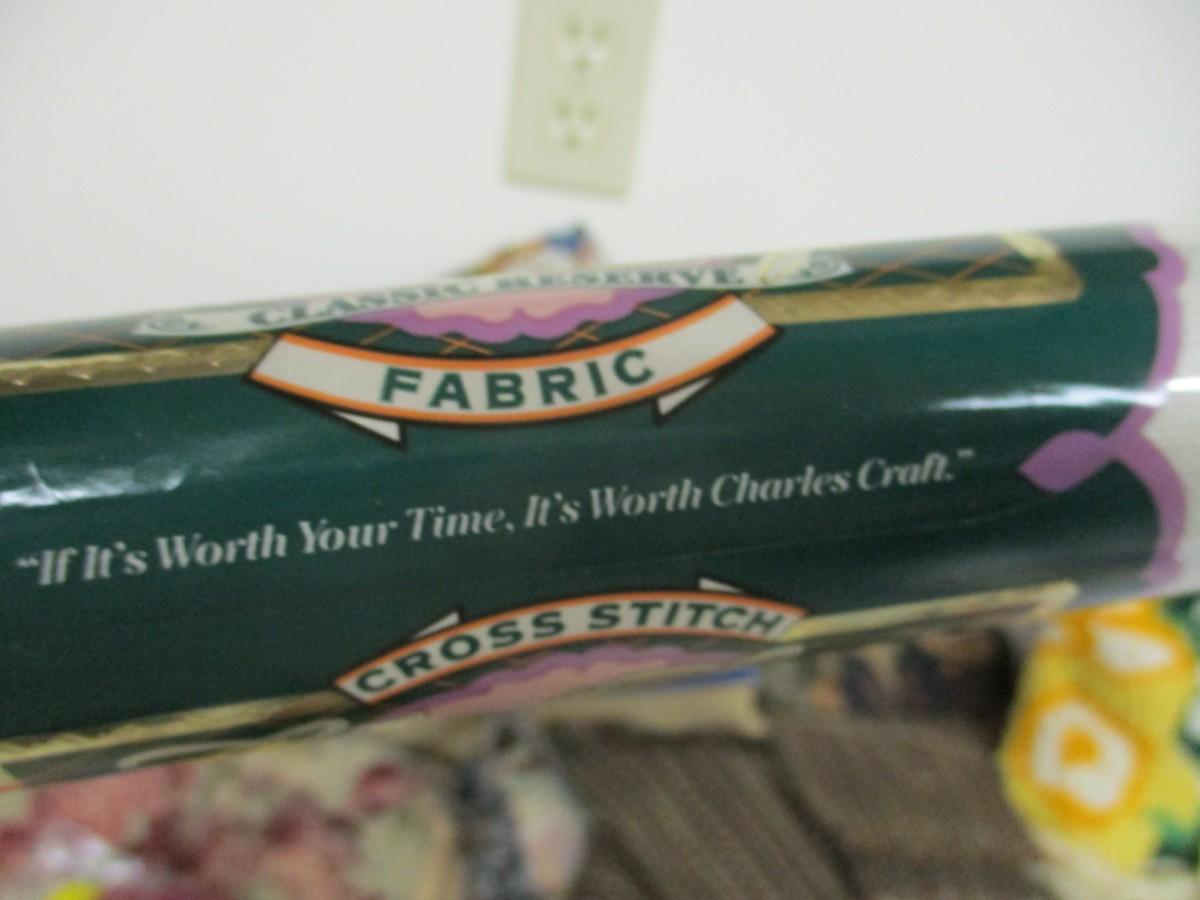 CLASSIC RESERVE
FABRIC
“If It’s Worth Your Time, It’s Worth Charles Craft.”
CROSS STITCH